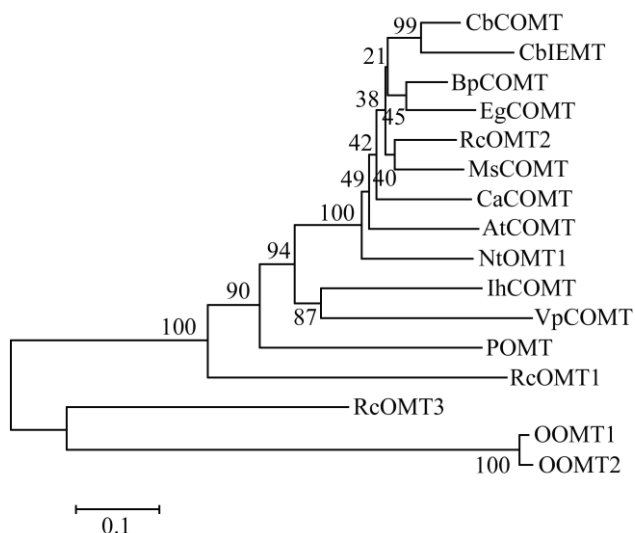 99 CbCOMT
CbIEMT
21
BpCOMT
38 45 EgCOMT
RcOMT2
42 40 MsCOMT
49 CaCOMT
100 AtCOMT
94 NtOMT1
90 IhCOMT
87 VpCOMT
100 POMT
RcOMT1
RcOMT3
OOMT1
100 OOMT2
0.1